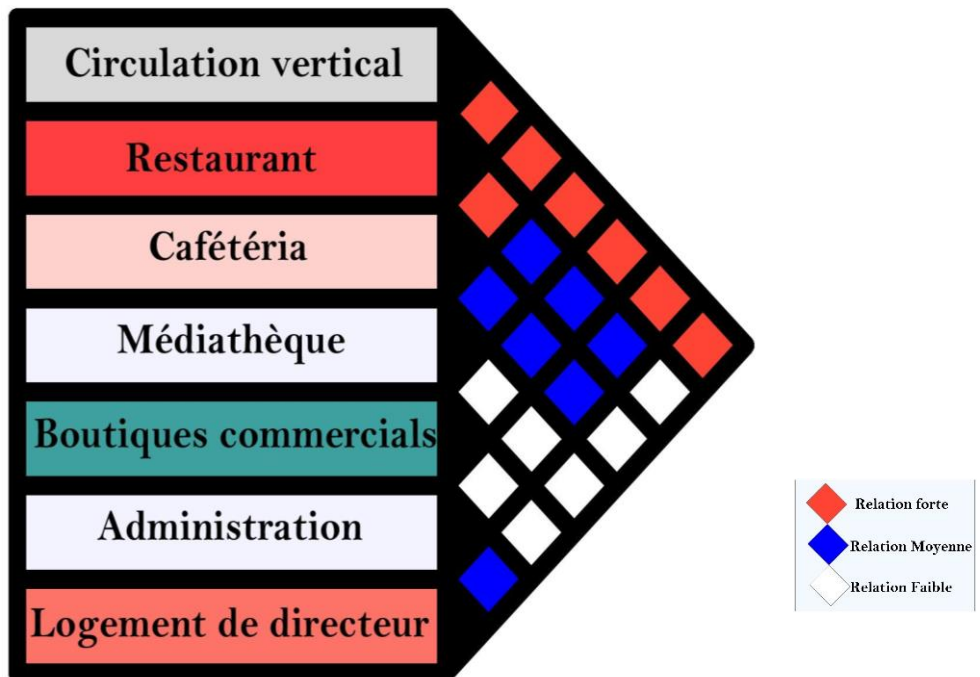 Circulation vertical
Restaurant
Cafétéria
Médiathèque
Boutiques commercials
Administration
Logement de directeur
Relation forte
Relation Moyenne
Relation Faible